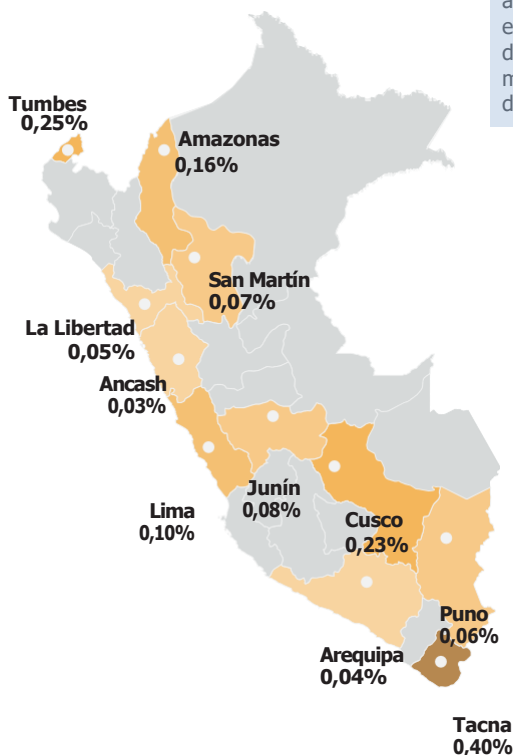 Tumbes
0,25%
Amazonas
0,16%
San Martín
0,07%
La Libertad
0,05%
Ancash
0,03%
Lima
0,10%
Junín
0,08%
Cusco
0,23%
Puno
0,06%
Arequipa
0,04%
Tacna
0,40%